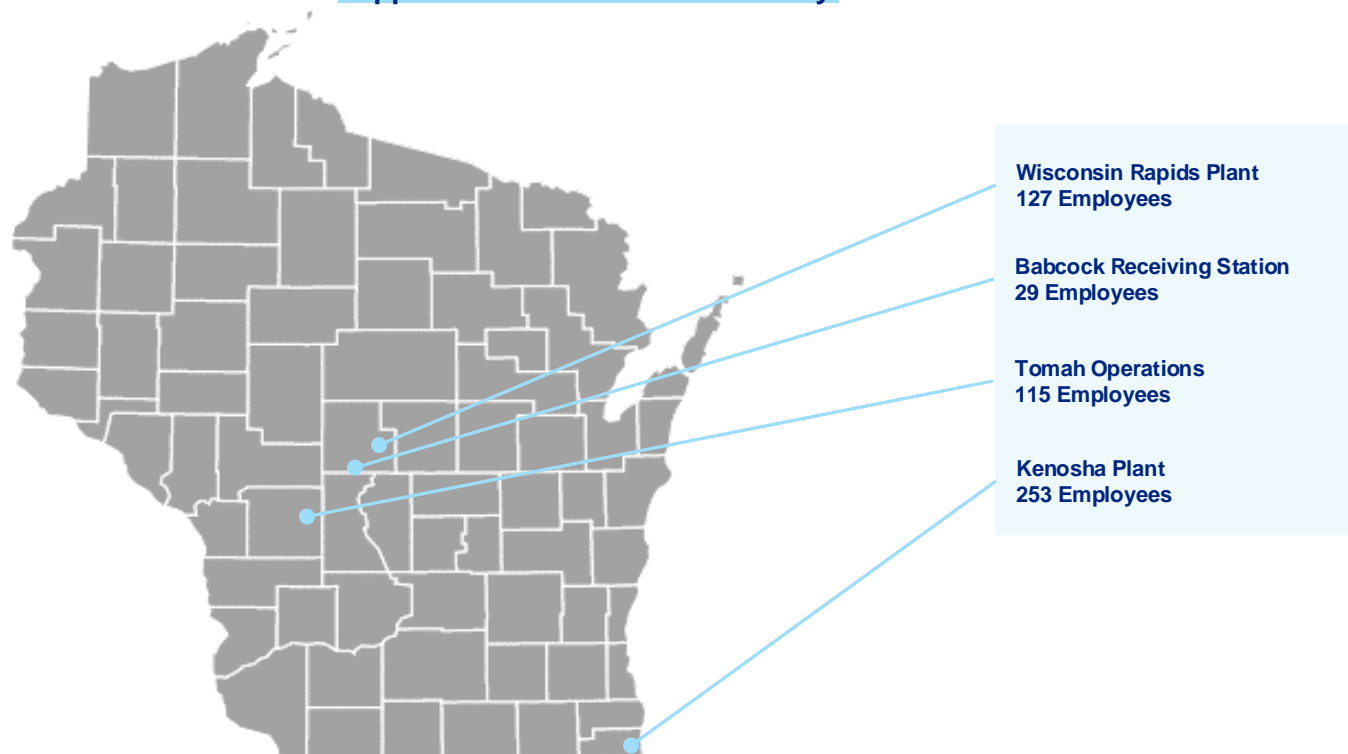 Wisconsin Rapids Plant
127 Employees
Babcock Receiving Station
29 Employees
Tomah Operations
115 Employees
Kenosha Plant
253 Employees